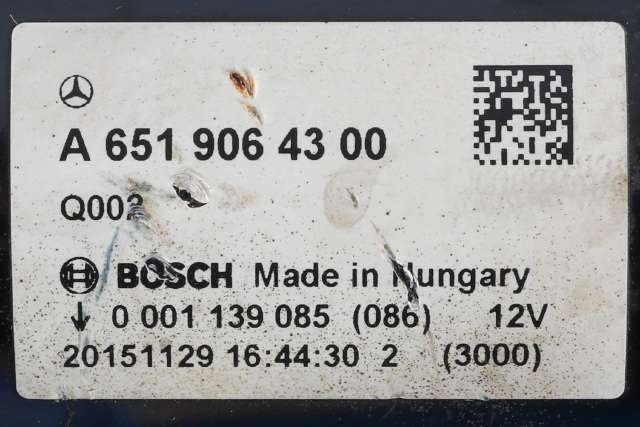 A 651 906 43 00
Q002
BOSCH Made in Hungary
↓ 0 001 139 085 (086) 12V
20151129 16:44:30 2 (3000)